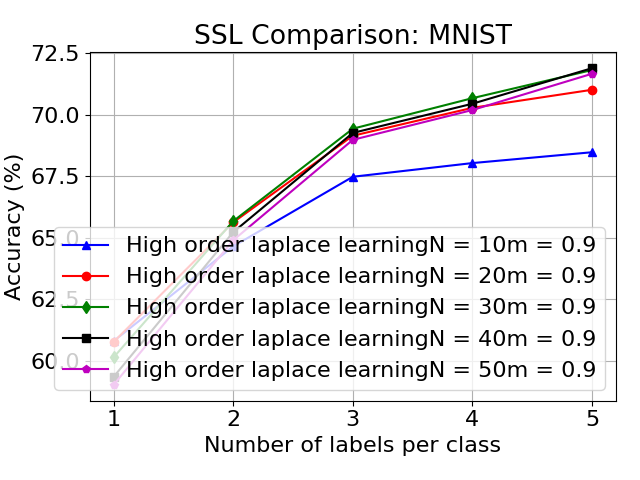 SSL Comparison: MNIST
72.5
70.0
67.5
65.0
62.5
60.0
Accuracy (%)
High order laplace learningN = 10m = 0.9
High order laplace learningN = 20m = 0.9
High order laplace learningN = 30m = 0.9
High order laplace learningN = 40m = 0.9
High order laplace learningN = 50m = 0.9
1 2 3 4 5
Number of labels per class